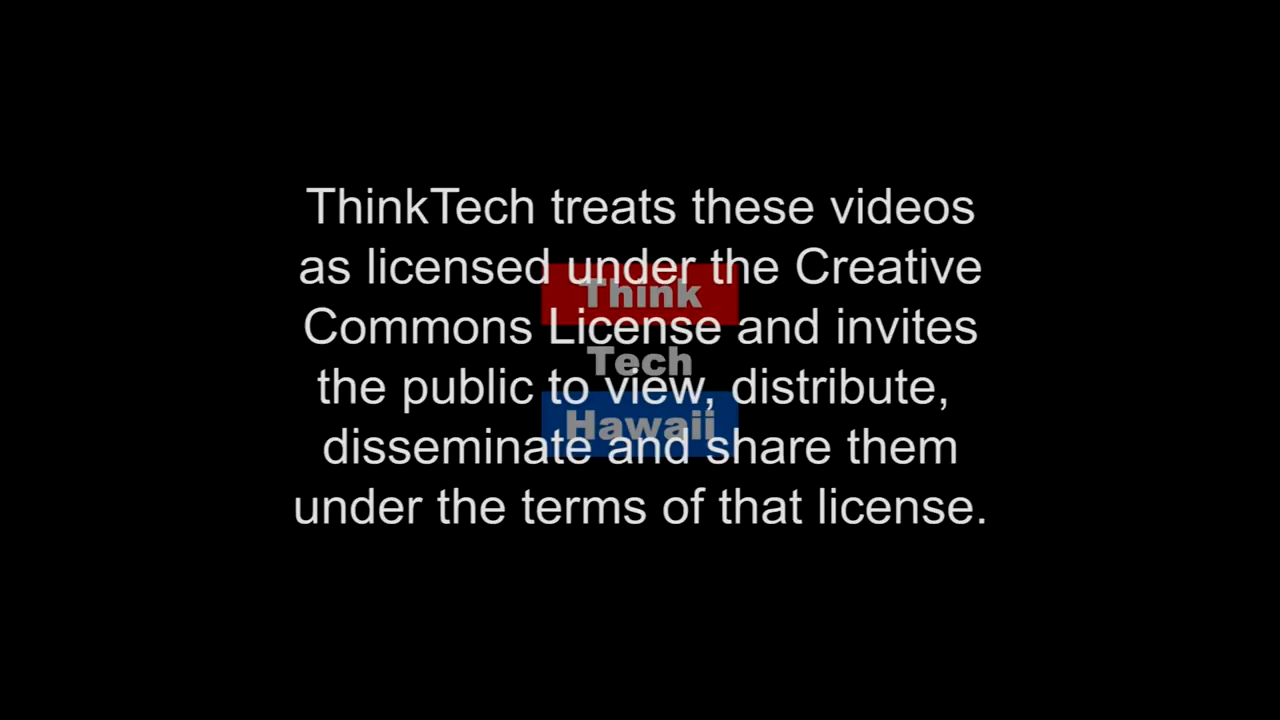 ThinkTech treats these videos
as licensed under the Creative
Think
Commons License and invites
Tech
the public to view, distribute,
Hawaii
disseminate and share them
under the terms of that license.